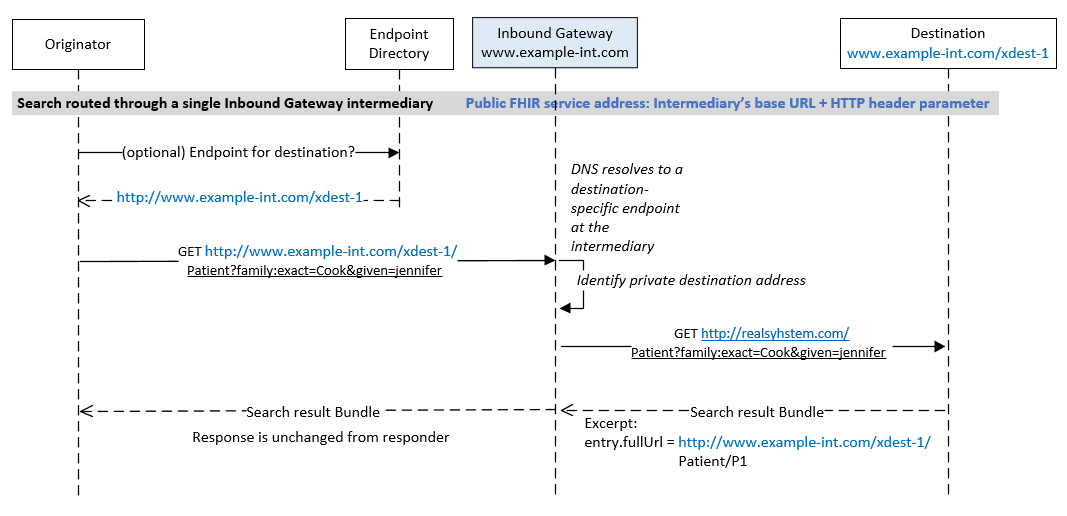 Originator
Endpoint
Directory
Inbound Gateway
www.example-int.com
Destination
www.example-int.com/xdest-1
Search routed through a single Inbound Gateway intermediary
Public FHIR service address: Intermediary's base URL + HTTP header parameter
(optional) Endpoint for destination?
DNS resolves to a
destination-
specific endpoint
at the
intermediary
http://www.example-int.com/xdest-1
GET http://www.example-int.com/xdest-1/
Patient?family:exact=Cook&given=jennifer
Identify private destination address
GET http://realsyhstem.com/
Patient?family:exact=Cook&given=jennifer
Search result Bundle
Search result Bundle
Response is unchanged from responder
Excerpt:
entry.fullUrl = http://www.example-int.com/xdest-1/
Patient/P1